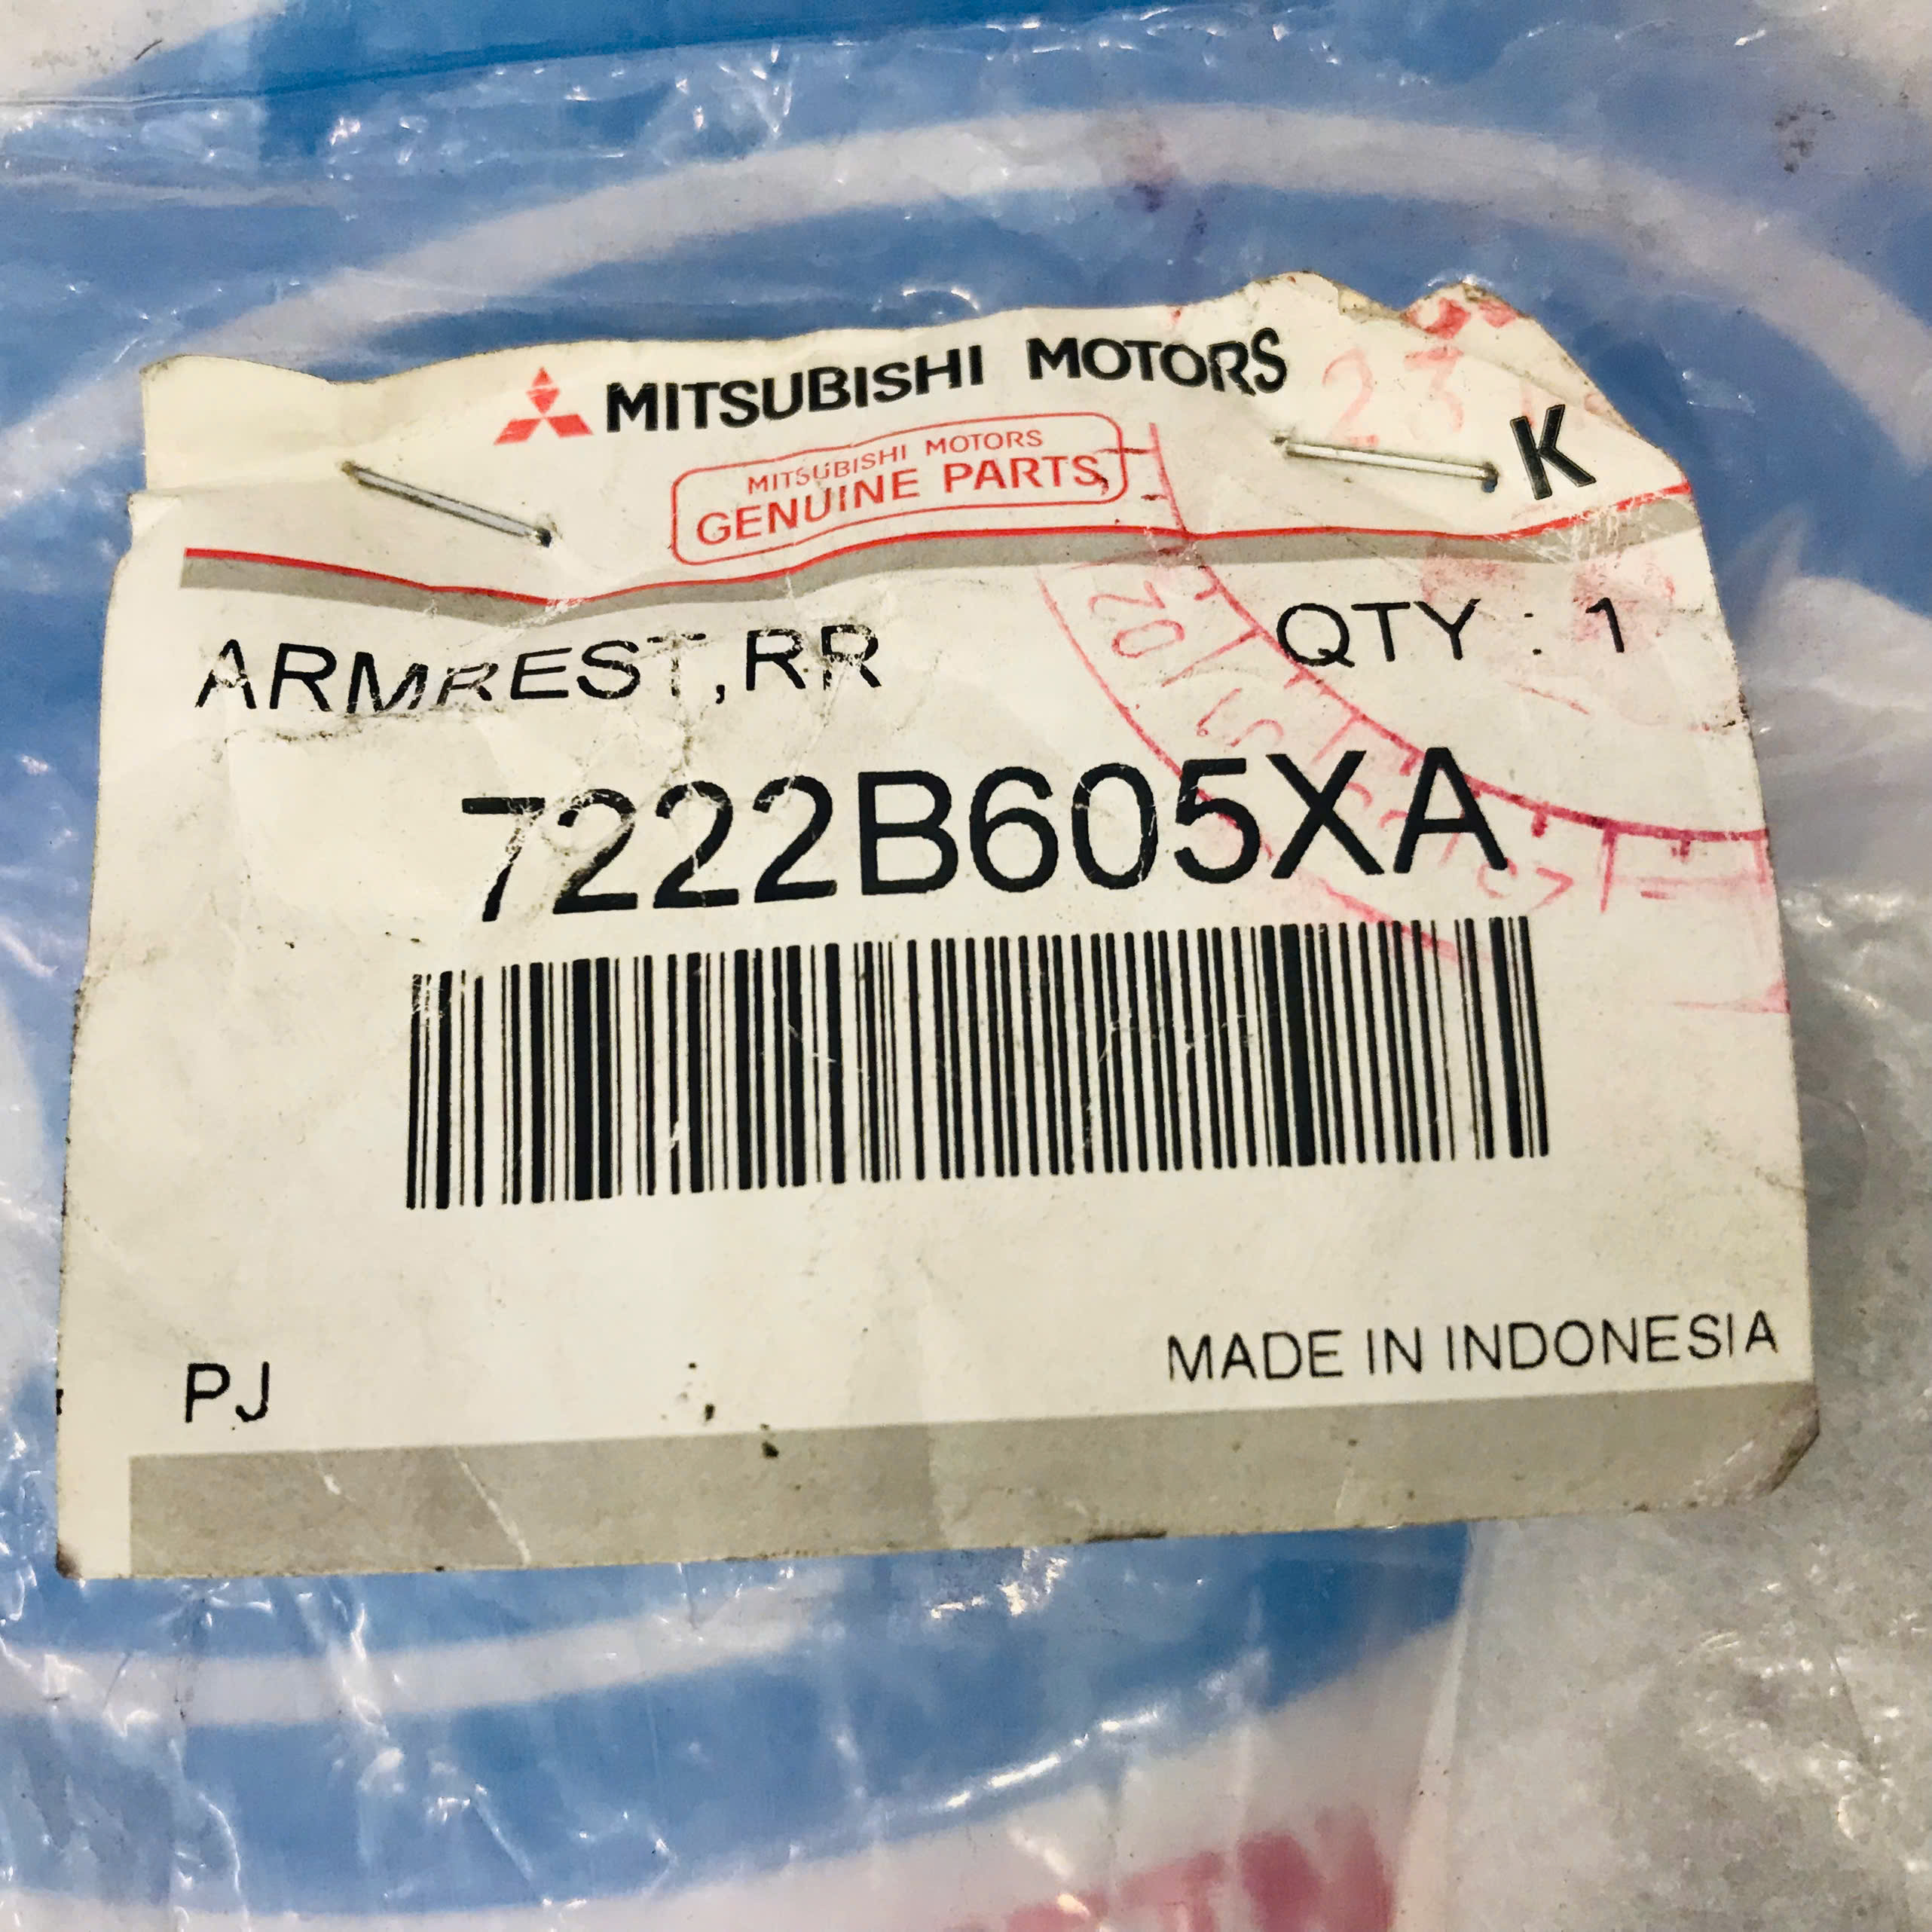 MITSUBISHI MOTORS
K
MITSUBISHI MOTORS
GENUINE PARTS
ARMREST,RR
QTY : 1
7222B605XA
PJ
MADE IN INDONESIA